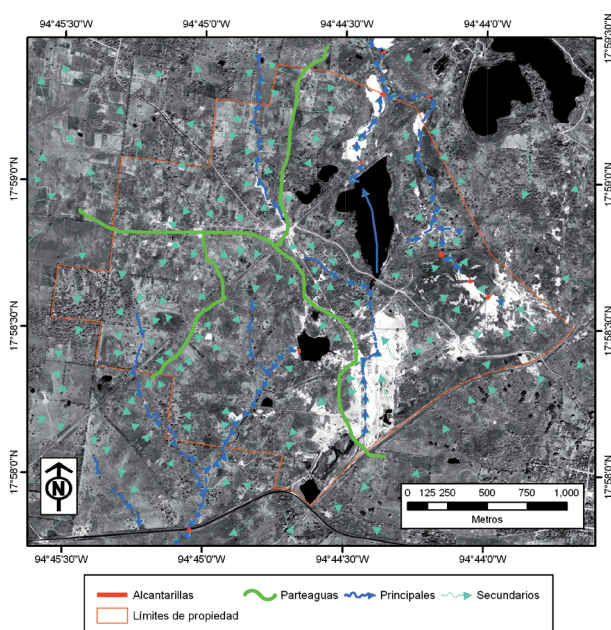 94°45'30"O 94°45'0"O 94°44'30"O 94°44'0"O
17°59'30"N 17°59'30"N
17°59'0"N 17°59'0"N
17°58'30"N 17°58'30"N
17°58'0"N 17°58'0"N
N
0 125 250 500 750 1,000
Metros
94°45'30"O 94°45'0"O 94°44'30"O 94°44'0"O
Alcantarillas Parteaguas Principales Secundarios
Límites de propiedad